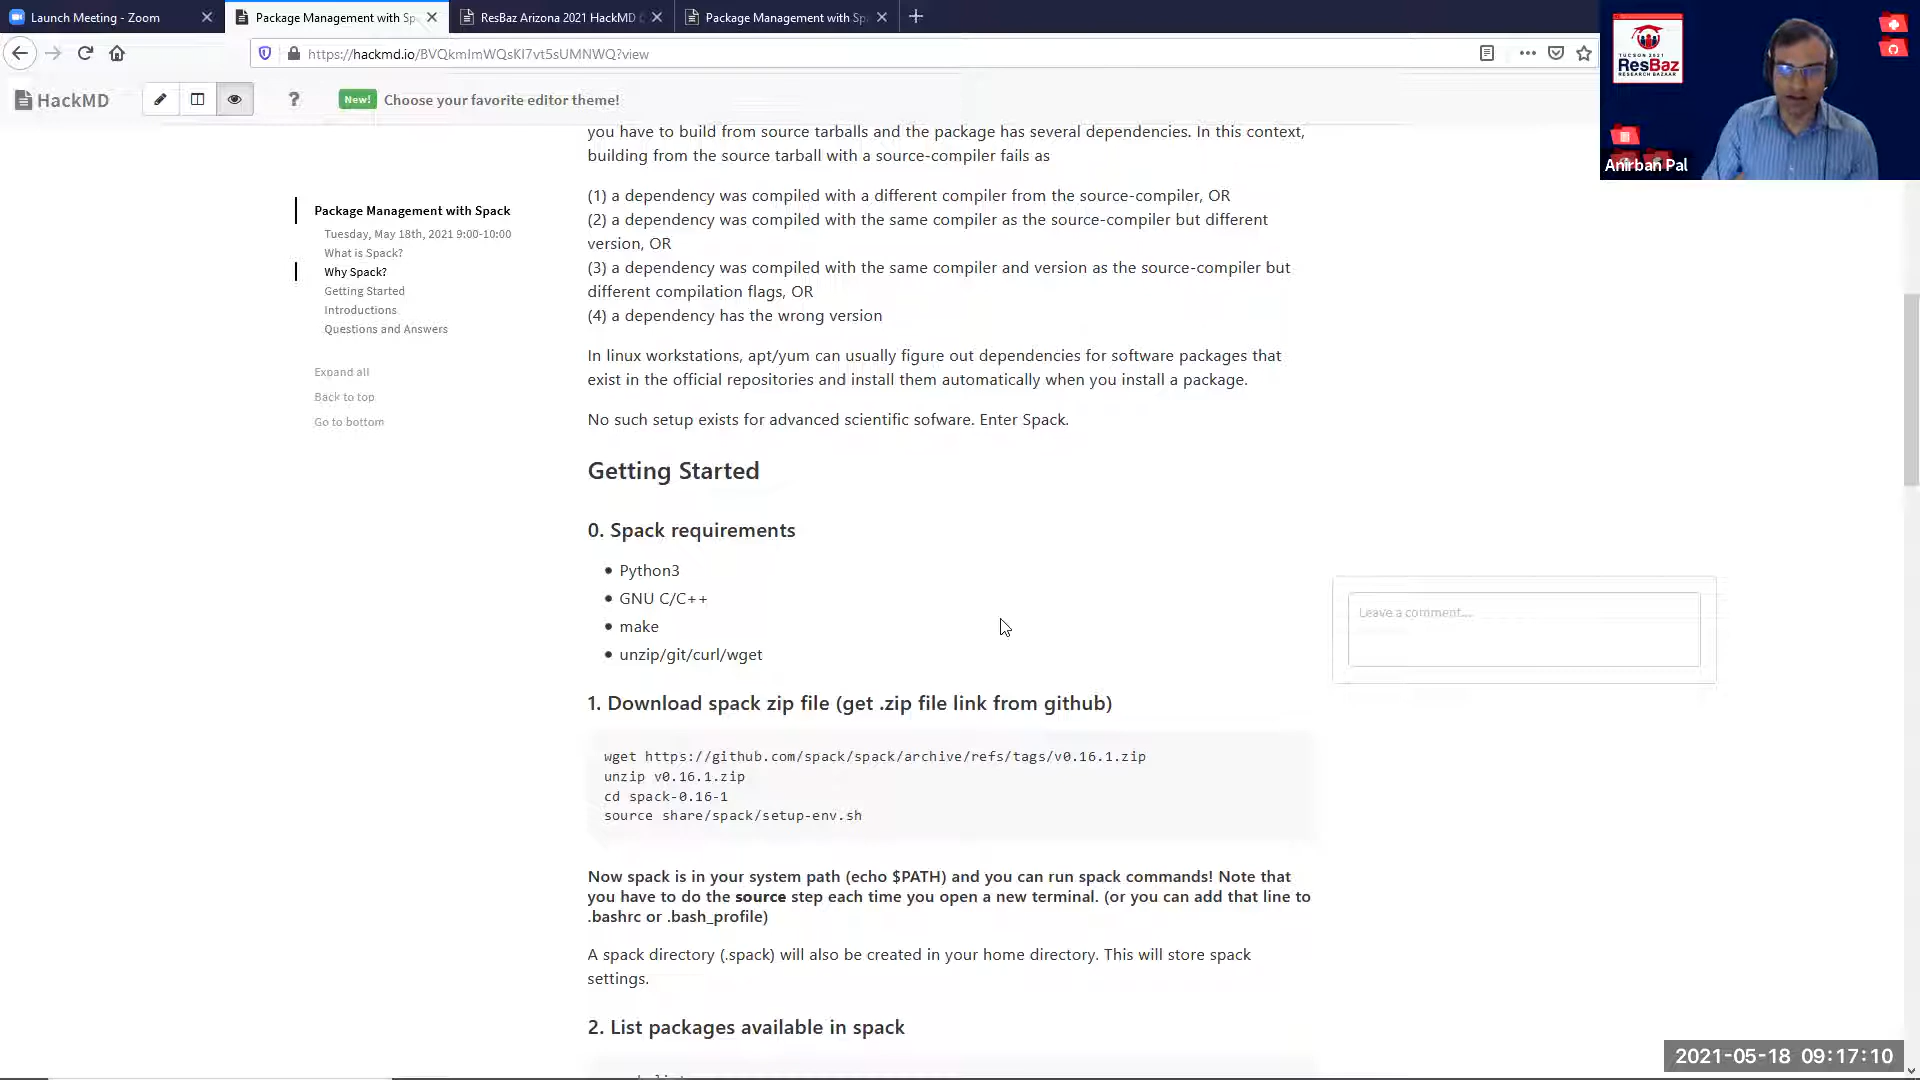 Launch Meeting - Zoom
Package Management with Sp
ResBaz Arizona 2021 HackMD
Package Management with Sp
https://hackmd.io/BVQkmImWQsKI7vt5sUMNWQ?view
HackMD
?
New! Choose your favorite editor theme!
TUCSON 2021
ResBaz
RESEARCH BAZAAR
Anirban Pal
Package Management with Spack
Tuesday, May 18th, 2021 9:00-10:00
What is Spack?
Why Spack?
Getting Started
Introductions
Questions and Answers
Expand all
Back to top
Go to bottom
you have to build from source tarballs and the package has several dependencies. In this context,
building from the source tarball with a source-compiler fails as
(1) a dependency was compiled with a different compiler from the source-compiler, OR
(2) a dependency was compiled with the same compiler as the source-compiler but different
version, OR
(3) a dependency was compiled with the same compiler and version as the source-compiler but
different compilation flags, OR
(4) a dependency has the wrong version
In linux workstations, apt/yum can usually figure out dependencies for software packages that
exist in the official repositories and install them automatically when you install a package.
No such setup exists for advanced scientific sofware. Enter Spack.
Getting Started
0. Spack requirements
Python3
GNU C/C++
make
unzip/git/curl/wget
Leave a comment...
1. Download spack zip file (get .zip file link from github)
wget https://github.com/spack/spack/archive/refs/tags/v0.16.1.zip
unzip v0.16.1.zip
cd spack-0.16-1
source share/spack/setup-env.sh
Now spack is in your system path (echo $PATH) and you can run spack commands! Note that
you have to do the source step each time you open a new terminal. (or you can add that line to
.bashrc or .bash_profile)
A spack directory (.spack) will also be created in your home directory. This will store spack
settings.
2. List packages available in spack
2021-05-18 09:17:10